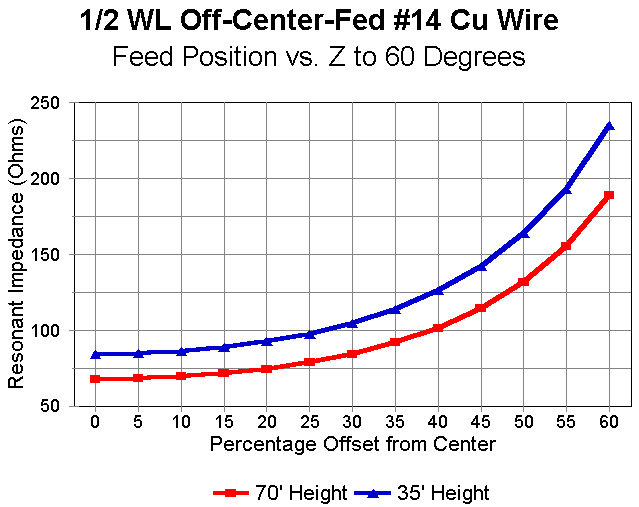 1/2 WL Off-Center-Fed #14 Cu Wire
Feed Position vs. Z to 60 Degrees
Resonant Impedance (Ohms)
250
200
150
100
50
0 5 10 15 20 25 30 35 40 45 50 55 60
Percentage Offset from Center
70' Height 35' Height